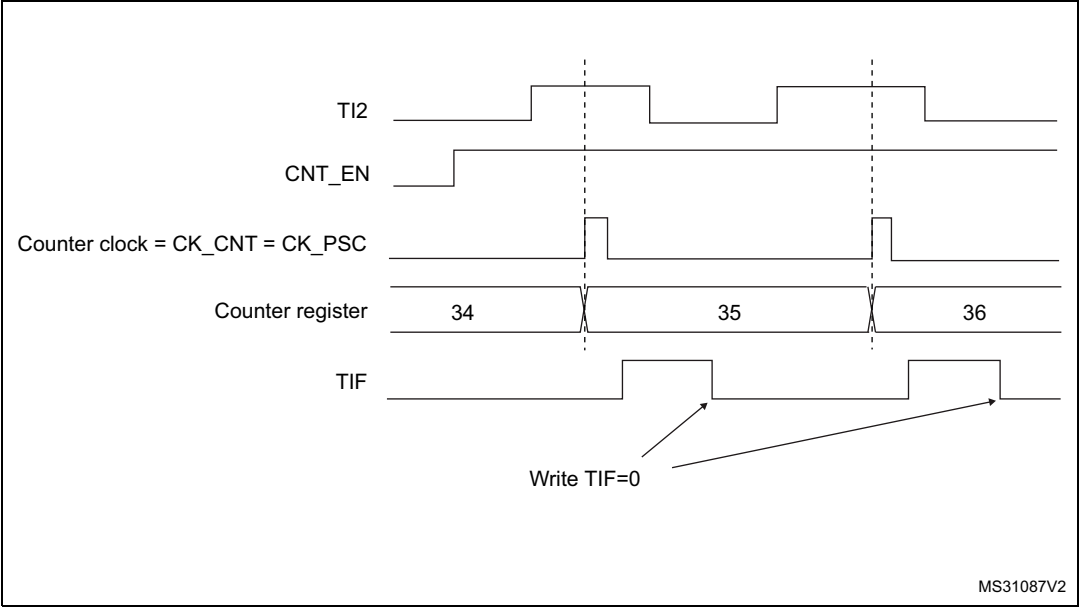 TI2
CNT_EN
Counter clock = CK_CNT = CK_PSC
Counter register
34
35
36
TIF
Write TIF=0
MS31087V2